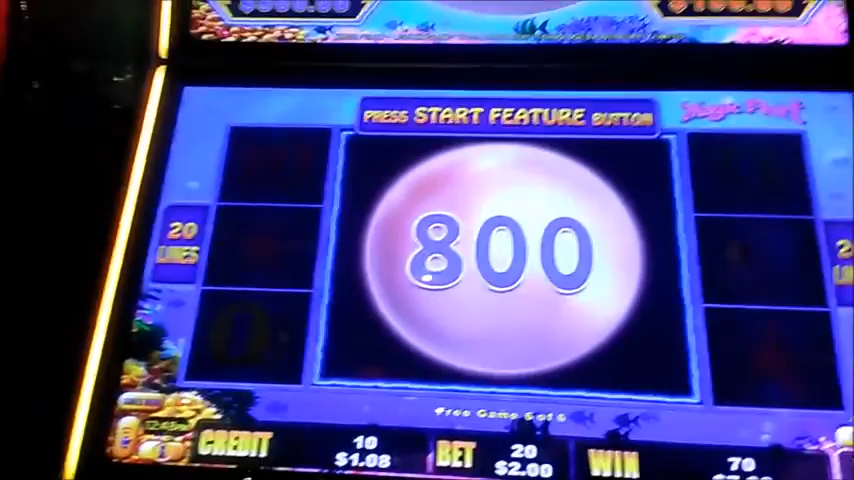 PRESS START FEATURE BUTTON
Magic Pearl
20
LINES
800
Free Game 5 of 6
CREDIT
10
$1.08
BET
20
$2.00
WIN
70